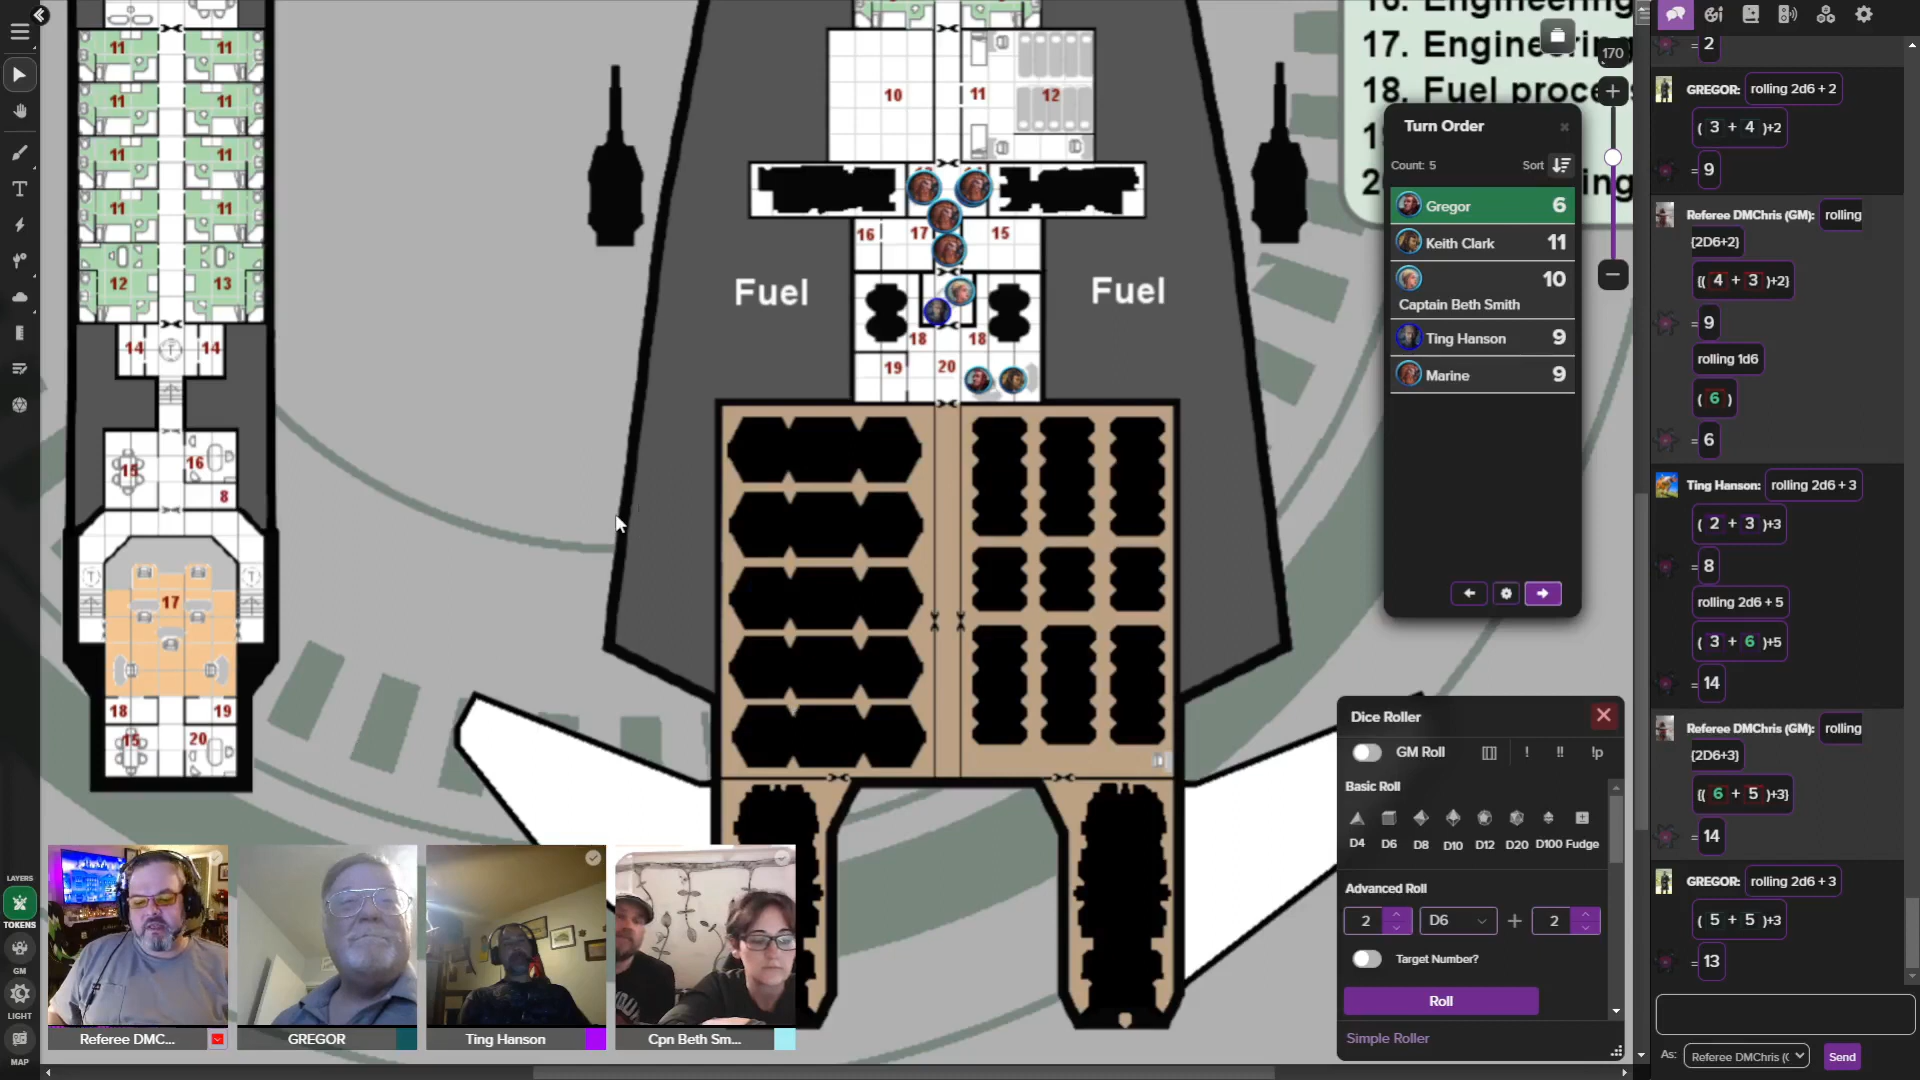 11 11
11 11
11 11
11 11
12 13
14 14
15 16
8
17
18 19
15 20
10 11 12
16 17 15
Fuel Fuel
18 18
19 20
16. Engineering
17. Engineering
18. Fuel proce
20
170
Turn Order
Count: 5 Sort
Gregor 6
Keith Clark 11
Captain Beth Smith 10
Ting Hanson 9
Marine 9
Dice Roller
GM Roll [[]] ! !! !p
Basic Roll
D4 D6 D8 D10 D12 D20 D100 Fudge
Advanced Roll
2 D6 + 2
Target Number?
Roll
Simple Roller
LAYERS
TOKENS
GM
LIGHT
MAP
Referee DMC...
GREGOR
Ting Hanson
Cpn Beth Sm...
= 2
GREGOR: rolling 2d6 + 2
( 3 + 4 )+2
= 9
Referee DMChris (GM): rolling
{2D6+2}
{( 4 + 3 )+2}
= 9
rolling 1d6
( 6 )
= 6
Ting Hanson: rolling 2d6 + 3
( 2 + 3 )+3
= 8
rolling 2d6 + 5
( 3 + 6 )+5
= 14
Referee DMChris (GM): rolling
{2D6+3}
{( 6 + 5 )+3}
= 14
GREGOR: rolling 2d6 + 3
( 5 + 5 )+3
= 13
As: Referee DMChris (
Send